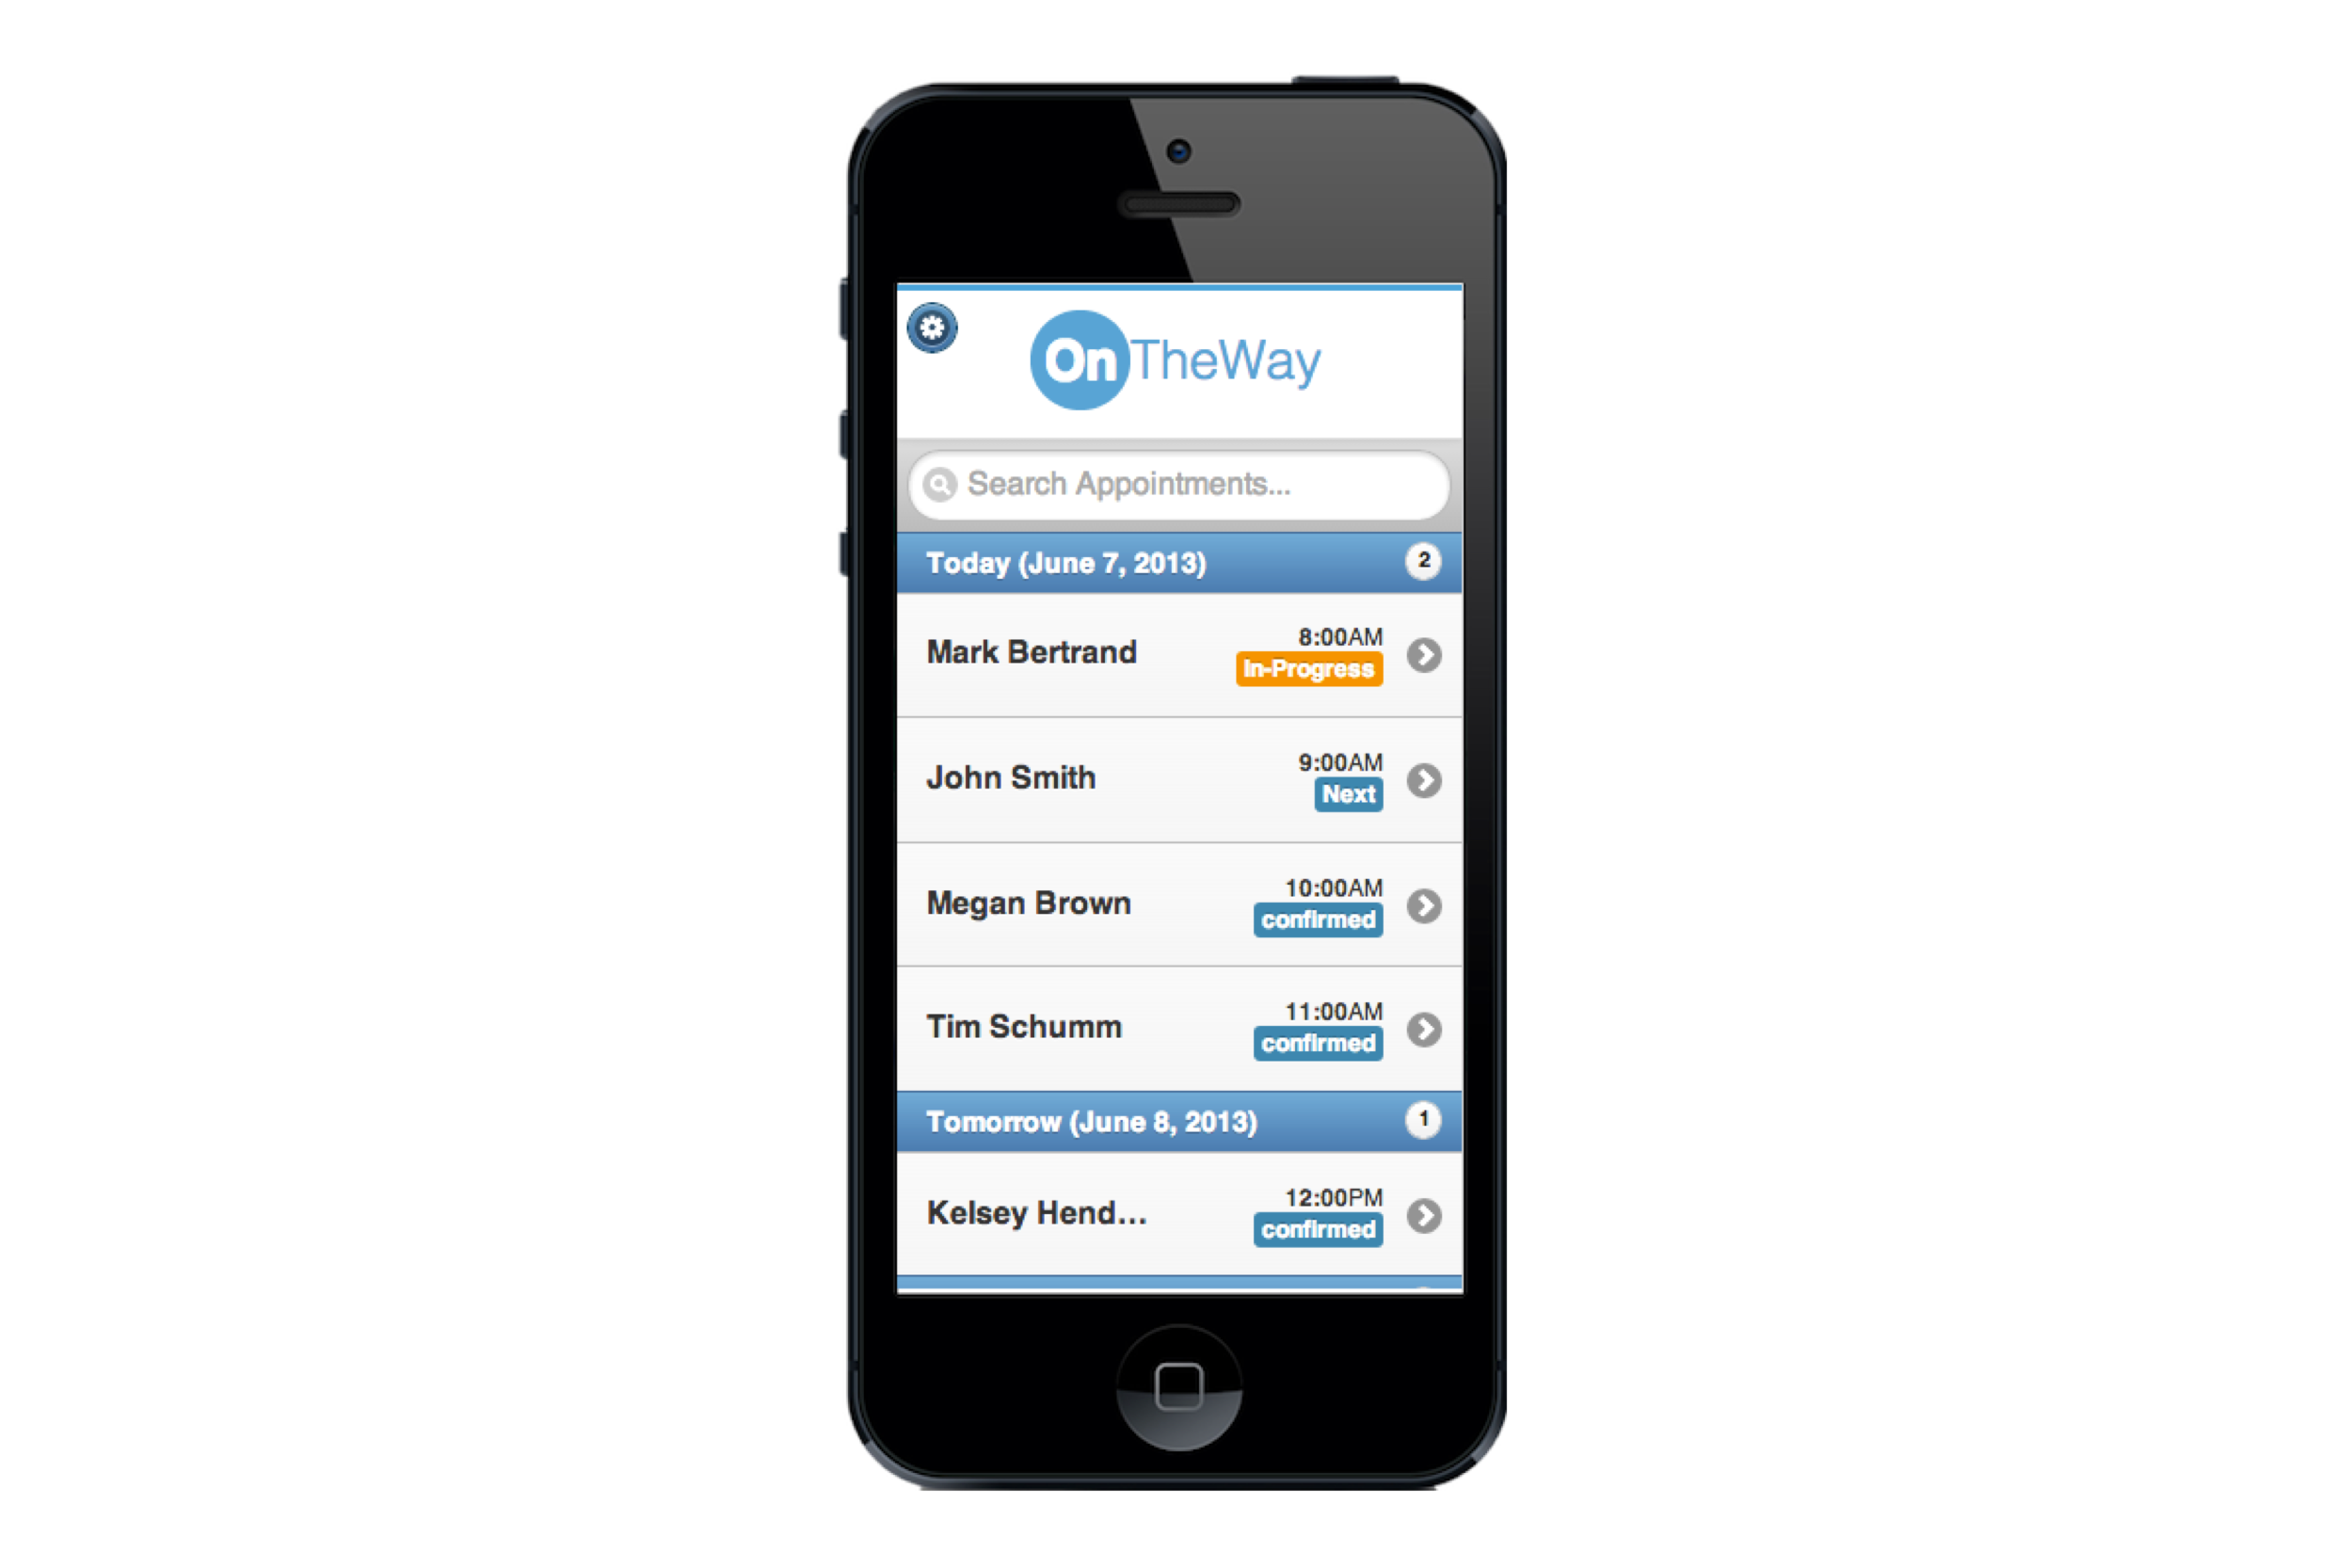 OnTheWay
Search Appointments...
Today (June 7, 2013) 2
Mark Bertrand 8:00AM
In-Progress
John Smith 9:00AM
Next
Megan Brown 10:00AM
confirmed
Tim Schumm 11:00AM
confirmed
Tomorrow (June 8, 2013) 1
Kelsey Hend... 12:00PM
confirmed